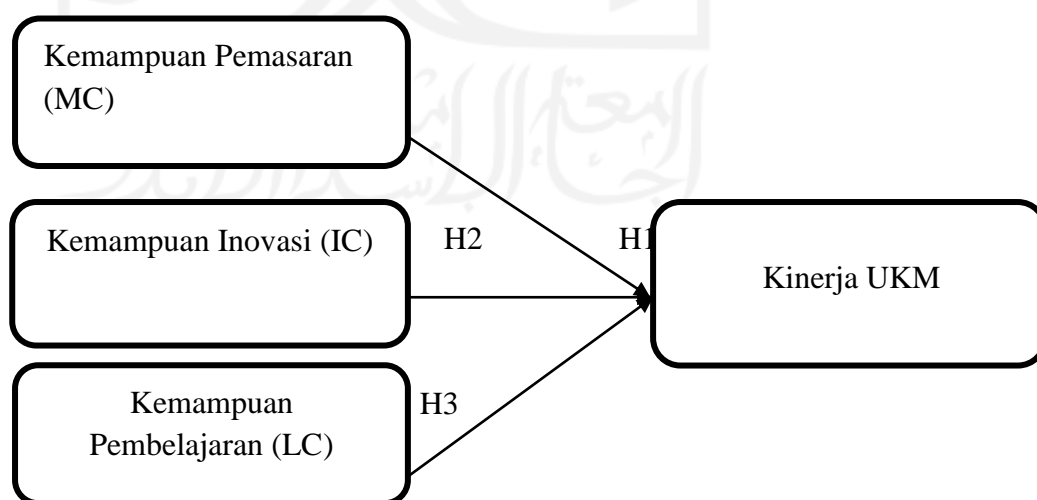 Kemampuan Pemasaran
(MC)
Kemampuan Inovasi (IC)
H2
H1
Kinerja UKM
Kemampuan
Pembelajaran (LC)
H3